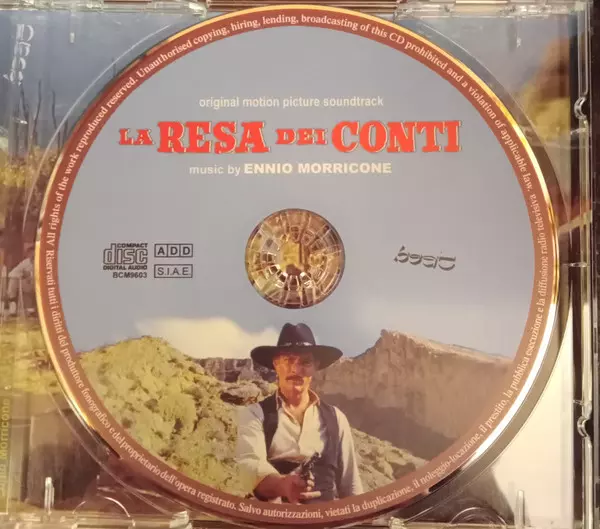 original motion picture soundtrack
LA RESA DEI CONTI
music by ENNIO MORRICONE
COMPACT
disc
DIGITAL AUDIO
BCM9603
ADD
S.I.A.E.
beat
All rights of the work reproduced reserved. Unauthorised copying, hiring, lending, broadcasting of this CD prohibited and a violation of applicable law.
Riservati tutti i diritti del produttore fonografico e del proprietario dell'opera registrato. Salvo autorizzazioni, vietati la duplicazione, il noleggio-locazione, il prestito, la pubblica esecuzione e la diffusione radio televisiva
Morricone